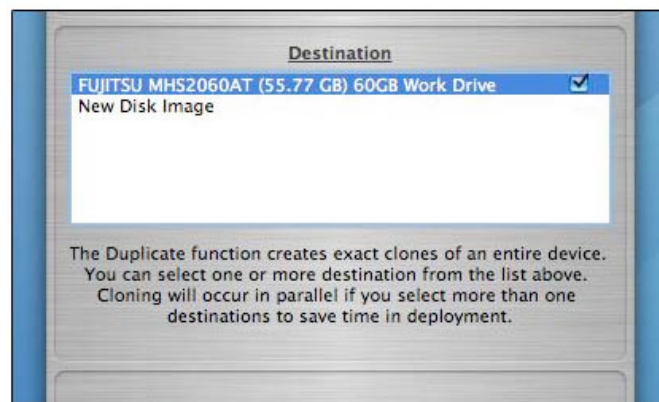 Destination
FUJITSU MHS2060AT (55.77 GB) 60GB Work Drive
New Disk Image
The Duplicate function creates exact clones of an entire device.
You can select one or more destination from the list above.
Cloning will occur in parallel if you select more than one
destinations to save time in deployment.